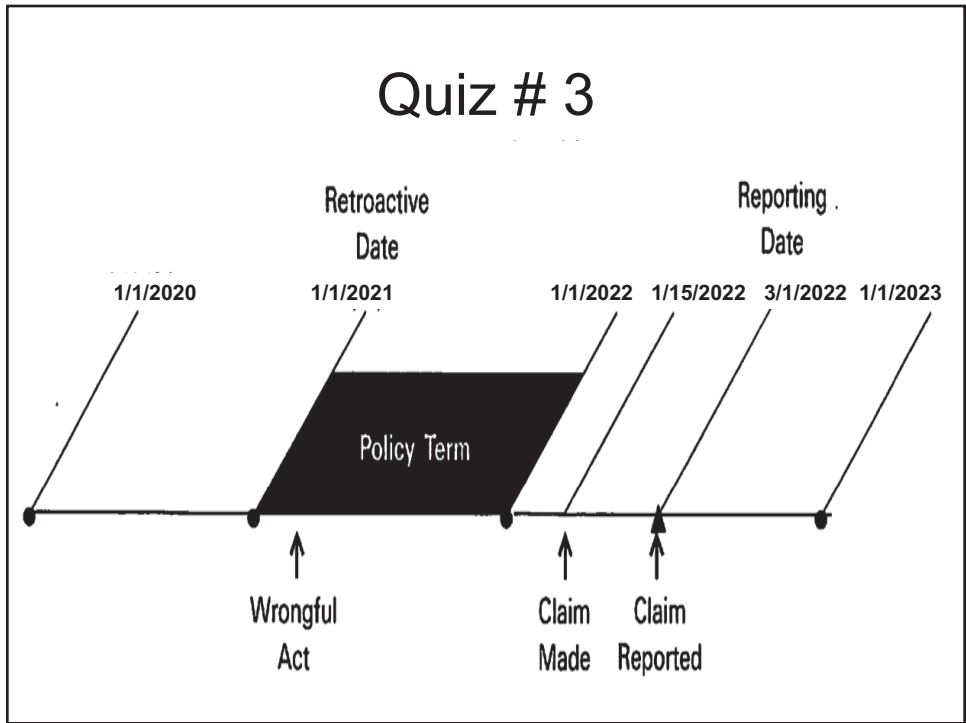 Quiz # 3
Retroactive
Date
Reporting
Date
1/1/2020
1/1/2021
1/1/2022
1/15/2022
3/1/2022
1/1/2023
Policy Term
Wrongful
Act
Claim
Made
Claim
Reported